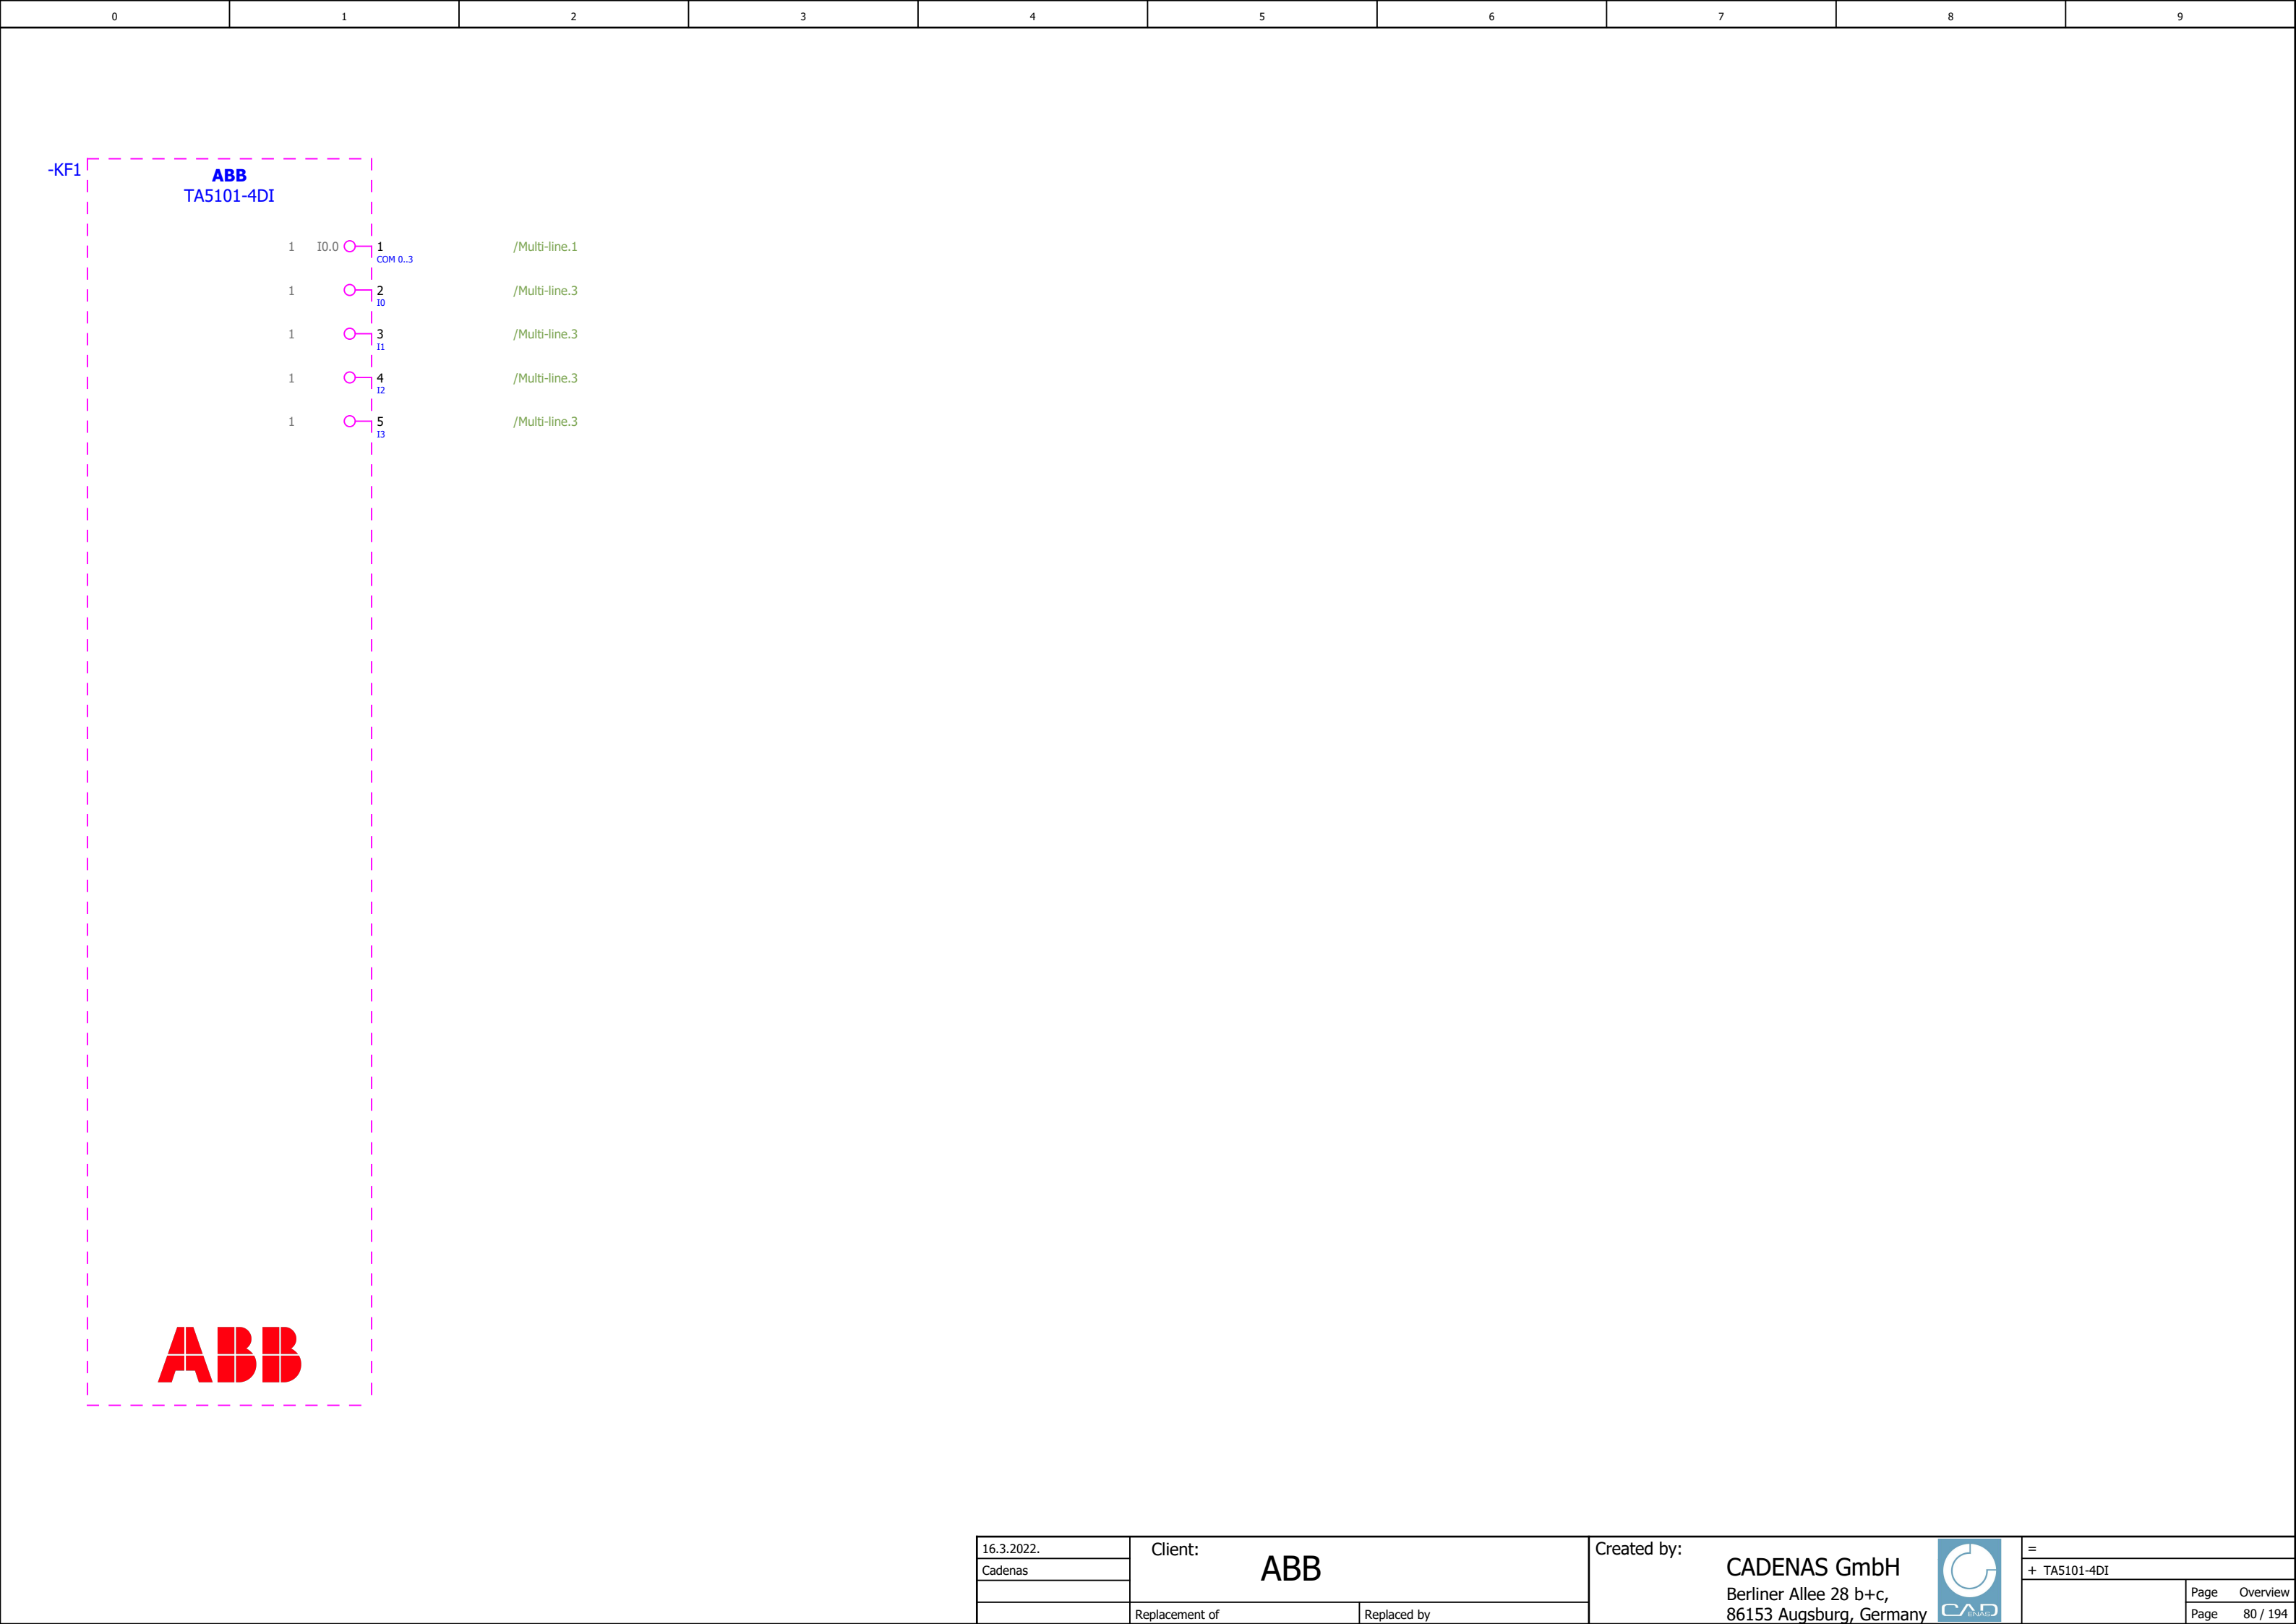 0 1 2 3 4 5 6 7 8 9
-KF1
ABB
TA5101-4DI
1 I0.0 1 /Multi-line.1
COM 0..3
1 2 /Multi-line.3
I0
1 3 /Multi-line.3
I1
1 4 /Multi-line.3
I2
1 5 /Multi-line.3
I3
ABB
16.3.2022.
Cadenas
Client:
ABB
Replacement of
Replaced by
Created by:
CADENAS GmbH
Berliner Allee 28 b+c,
86153 Augsburg, Germany
CADENAS
=
+ TA5101-4DI
Page Overview
Page 80 / 194